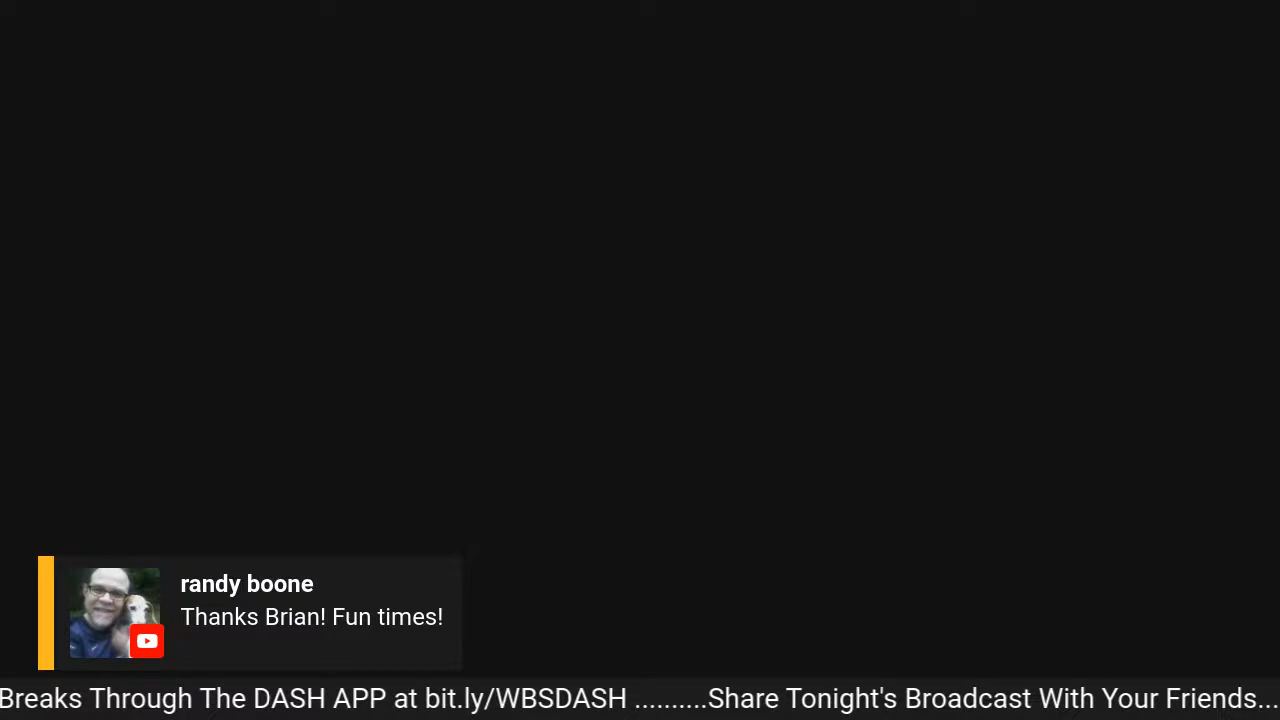 randy boone
Thanks Brian! Fun times!
Breaks Through The DASH APP at bit.ly/WBSDASH ..........Share Tonight's Broadcast With Your Friends...